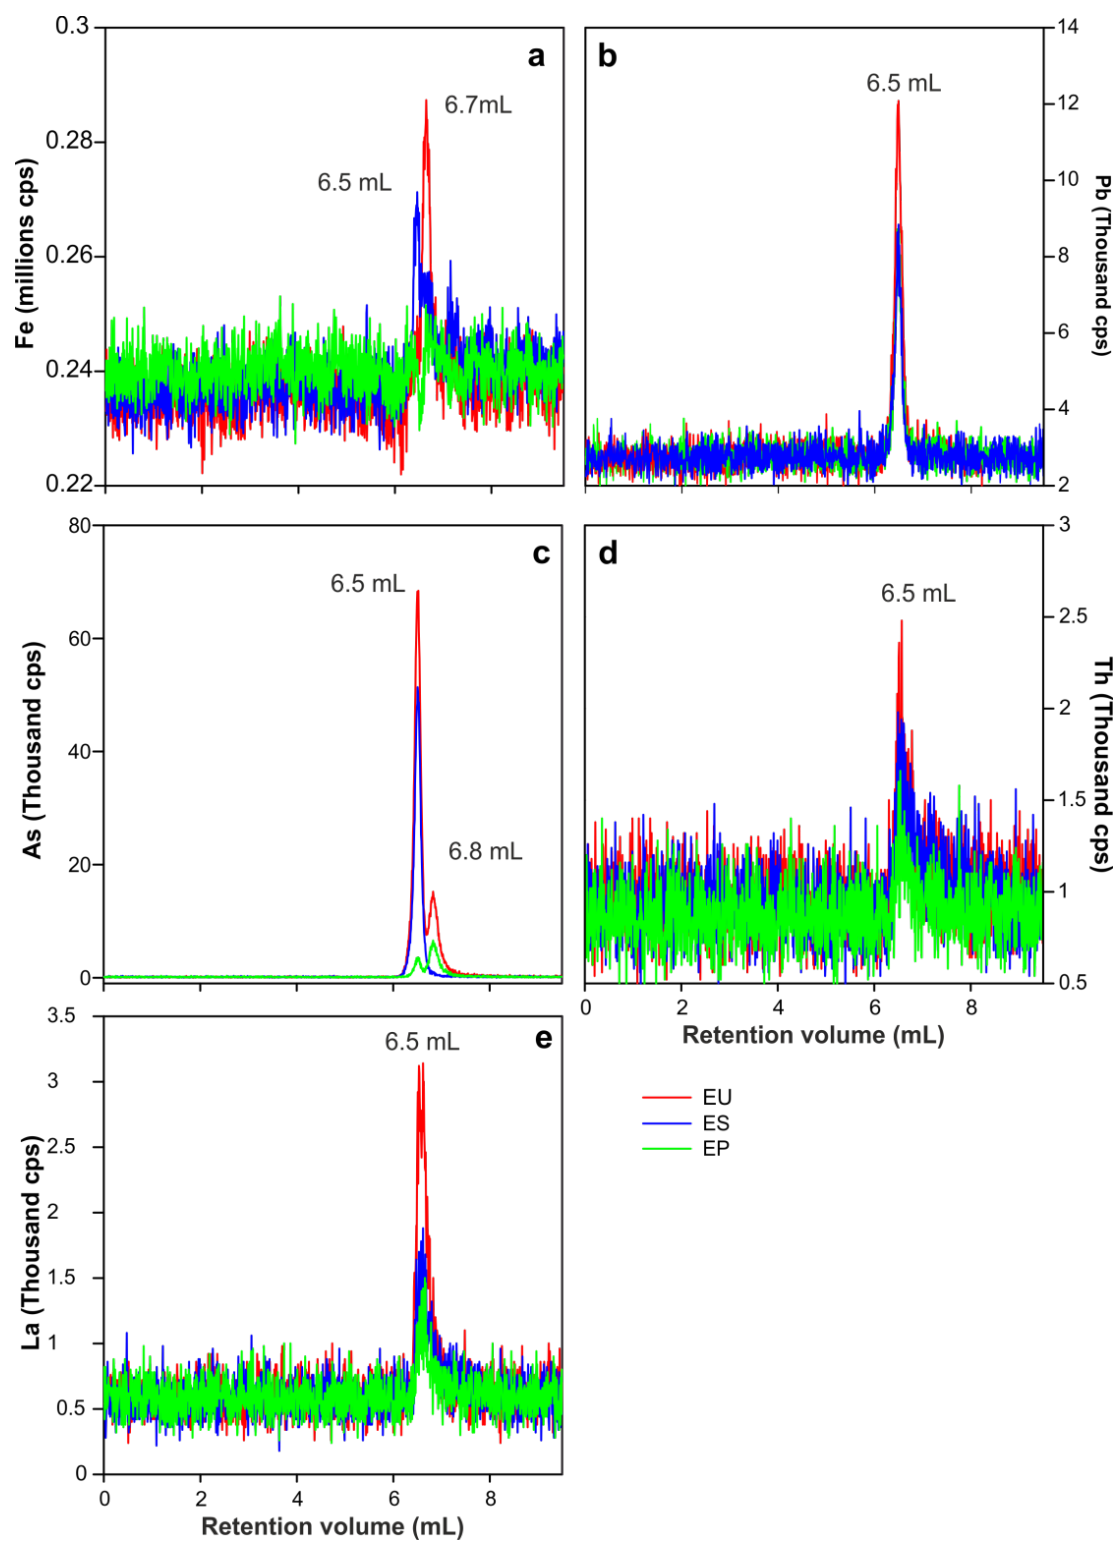 a
0.3
0.28
0.26
0.24
0.22
Fe (millions cps)
6.7mL
6.5 mL
b
6.5 mL
14
12
10
8
6
4
2
Pb (Thousand cps)
c
80
60
40
20
0
As (Thousand cps)
6.5 mL
6.8 mL
d
6.5 mL
3
2.5
2
1.5
1
0.5
Th (Thousand cps)
0 2 4 6 8
Retention volume (mL)
e
3.5
3
2.5
2
1.5
1
0.5
0
La (Thousand cps)
6.5 mL
0 2 4 6 8
Retention volume (mL)
EU
ES
EP